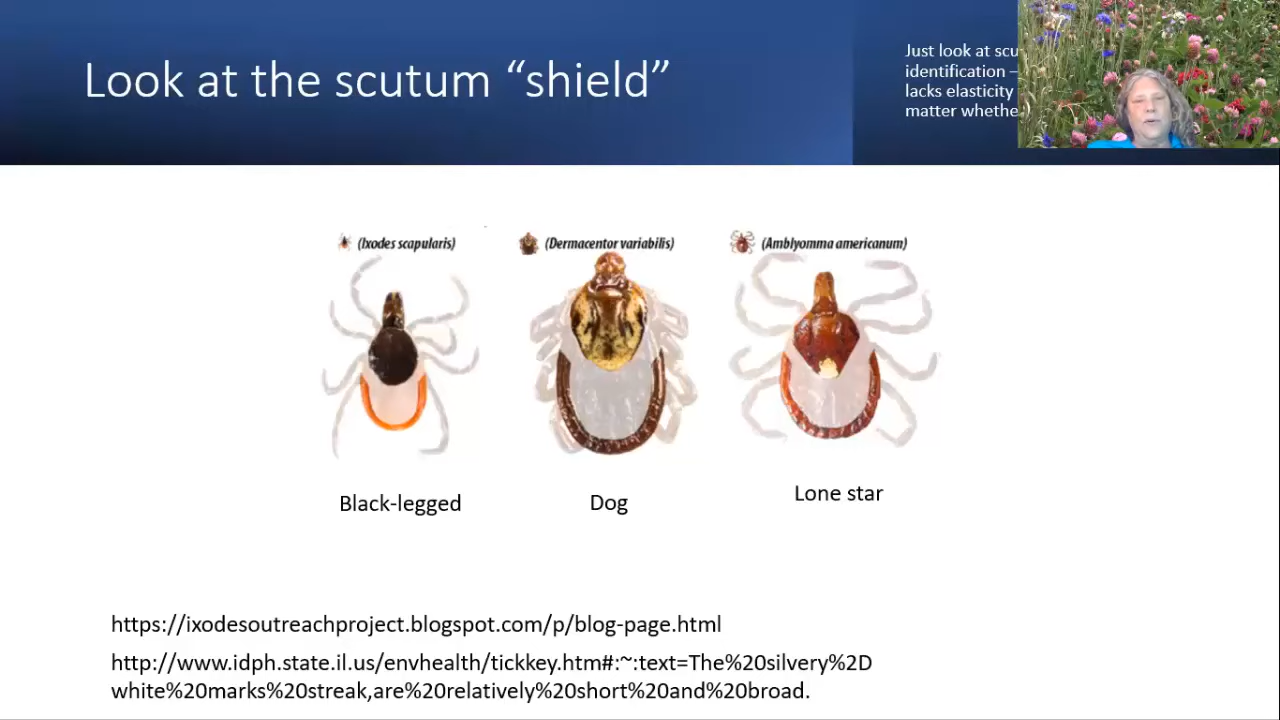 Look at the scutum “shield”
Just look at
identification –
lacks elasticity
matter
(Ixodes scapularis)
(Dermacentor variabilis)
(Amblyomma americanum)
Black-legged
Dog
Lone star
https://ixodesoutreachproject.blogspot.com/p/blog-page.html
http://www.idph.state.il.us/envhealth/tickkey.htm#:~:text=The%20silvery%2D
white%20marks%20streak,are%20relatively%20short%20and%20broad.